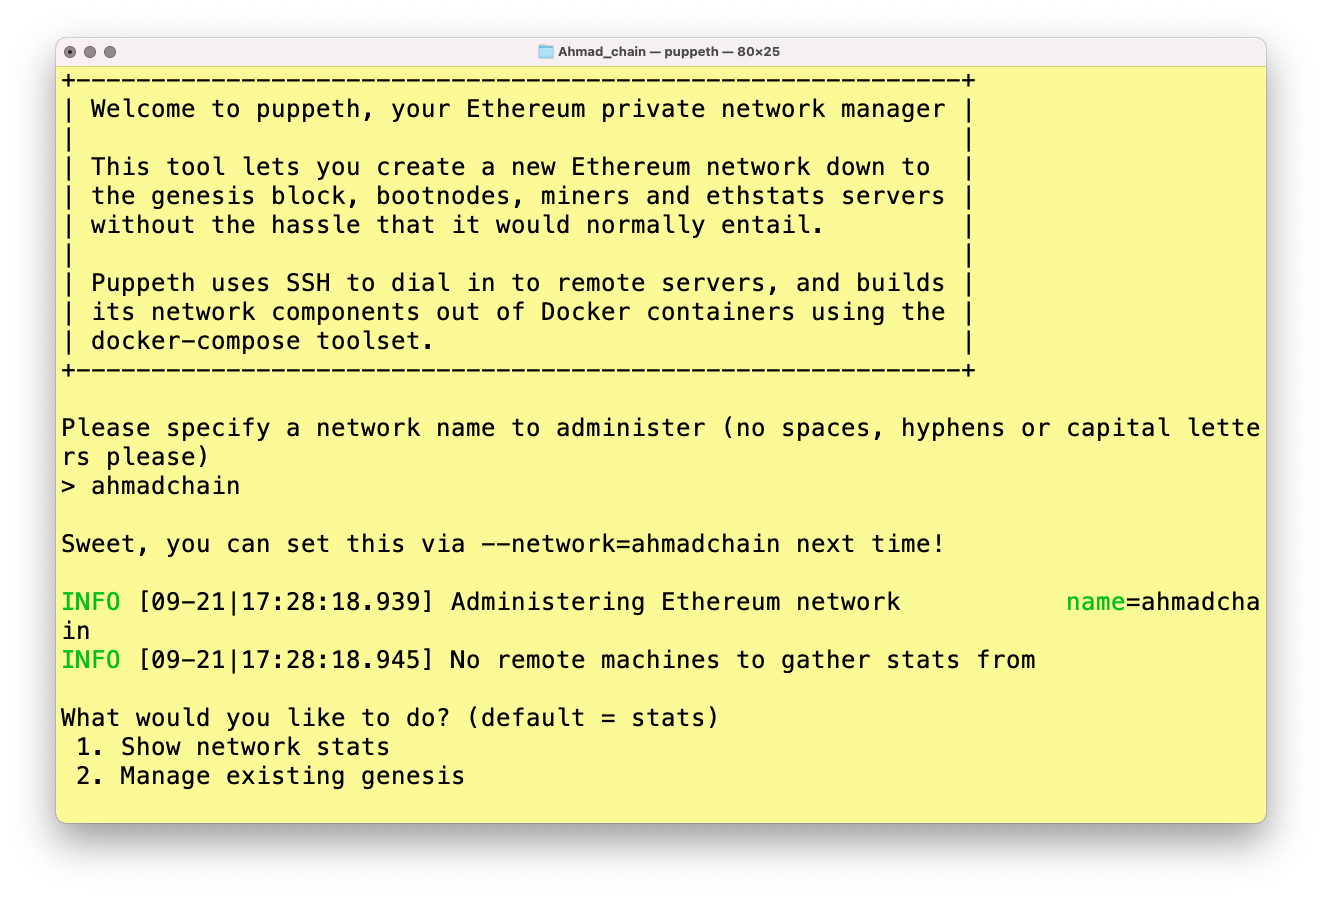 Ahmad_chain — puppeth — 80×25
+-----------------------------------------------------------+
| Welcome to puppeth, your Ethereum private network manager |
|                                                           |
| This tool lets you create a new Ethereum network down to  |
| the genesis block, bootnodes, miners and ethstats servers |
| without the hassle that it would normally entail.         |
|                                                           |
| Puppeth uses SSH to dial in to remote servers, and builds |
| its network components out of Docker containers using the |
| docker-compose toolset.                                   |
+-----------------------------------------------------------+
Please specify a network name to administer (no spaces, hyphens or capital lette
rs please)
> ahmadchain
Sweet, you can set this via --network=ahmadchain next time!
INFO [09-21|17:28:18.939] Administering Ethereum network           name=ahmadcha
in
INFO [09-21|17:28:18.945] No remote machines to gather stats from
What would you like to do? (default = stats)
 1. Show network stats
 2. Manage existing genesis